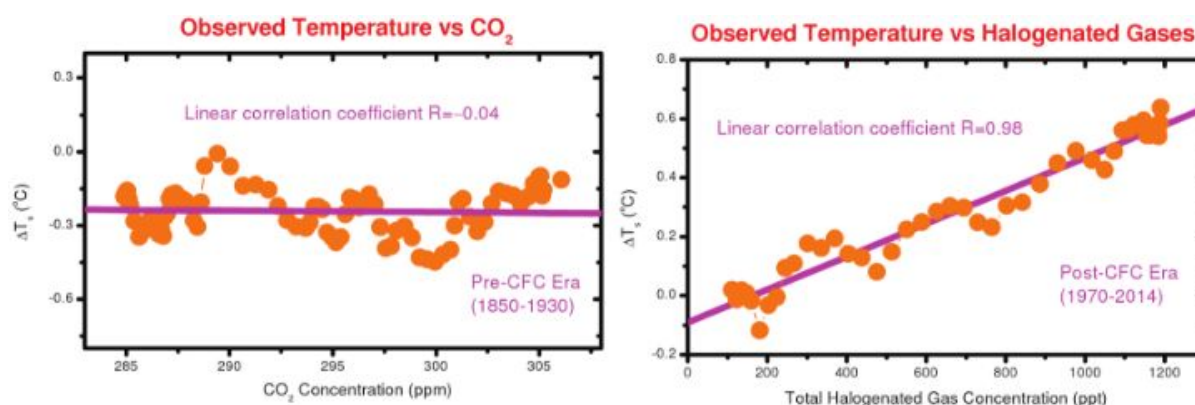 Observed Temperature vs CO₂
0.3
0.0
-0.3
-0.6
ΔTₛ (°C)
Linear correlation coefficient R=−0.04
Pre-CFC Era
(1850-1930)
285 290 295 300 305
CO₂ Concentration (ppm)
Observed Temperature vs Halogenated Gases
0.8
0.6
0.4
0.2
0.0
-0.2
ΔTₛ (°C)
Linear correlation coefficient R=0.98
Post-CFC Era
(1970-2014)
0 200 400 600 800 1000 1200
Total Halogenated Gas Concentration (ppt)